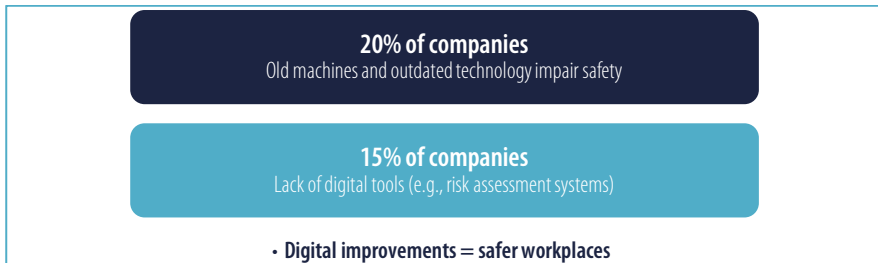 20% of companies
Old machines and outdated technology impair safety
15% of companies
Lack of digital tools (e.g., risk assessment systems)
• Digital improvements = safer workplaces